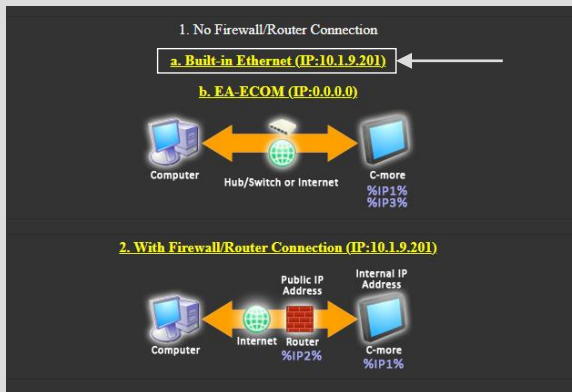 1. No Firewall/Router Connection
a. Built-in Ethernet (IP:10.1.9.201)
b. EA-ECOM (IP:0.0.0.0)
Computer
Hub/Switch or Internet
C-more
%IP1%
%IP3%
2. With Firewall/Router Connection (IP:10.1.9.201)
Public IP
Address
Internal IP
Address
Computer
Internet
Router
%IP2%
C-more
%IP1%